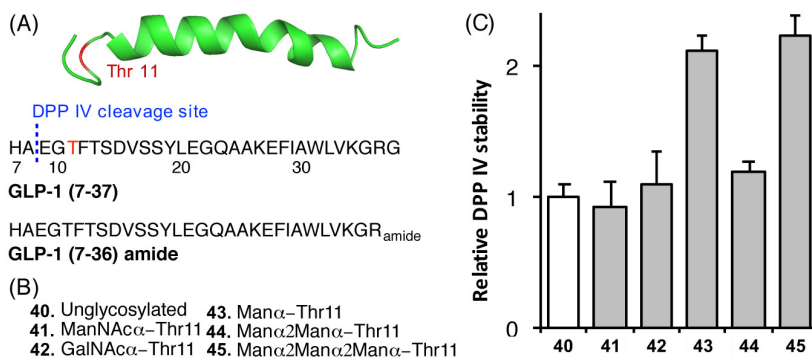 (A)
Thr 11
DPP IV cleavage site
HAEGTFTSDVSSYLEGQAAKEFIAWLVKGRG
7 10 20 30
GLP-1 (7-37)
HAEGTFTSDVSSYLEGQAAKEFIAWLVKGRamide
GLP-1 (7-36) amide
(B)
40. Unglycosylated 43. Manα-Thr11
41. ManNAcα-Thr11 44. Manα2Manα-Thr11
42. GalNAcα-Thr11 45. Manα2Manα2Manα-Thr11
(C)
Relative DPP IV stability
2
1
0
40 41 42 43 44 45